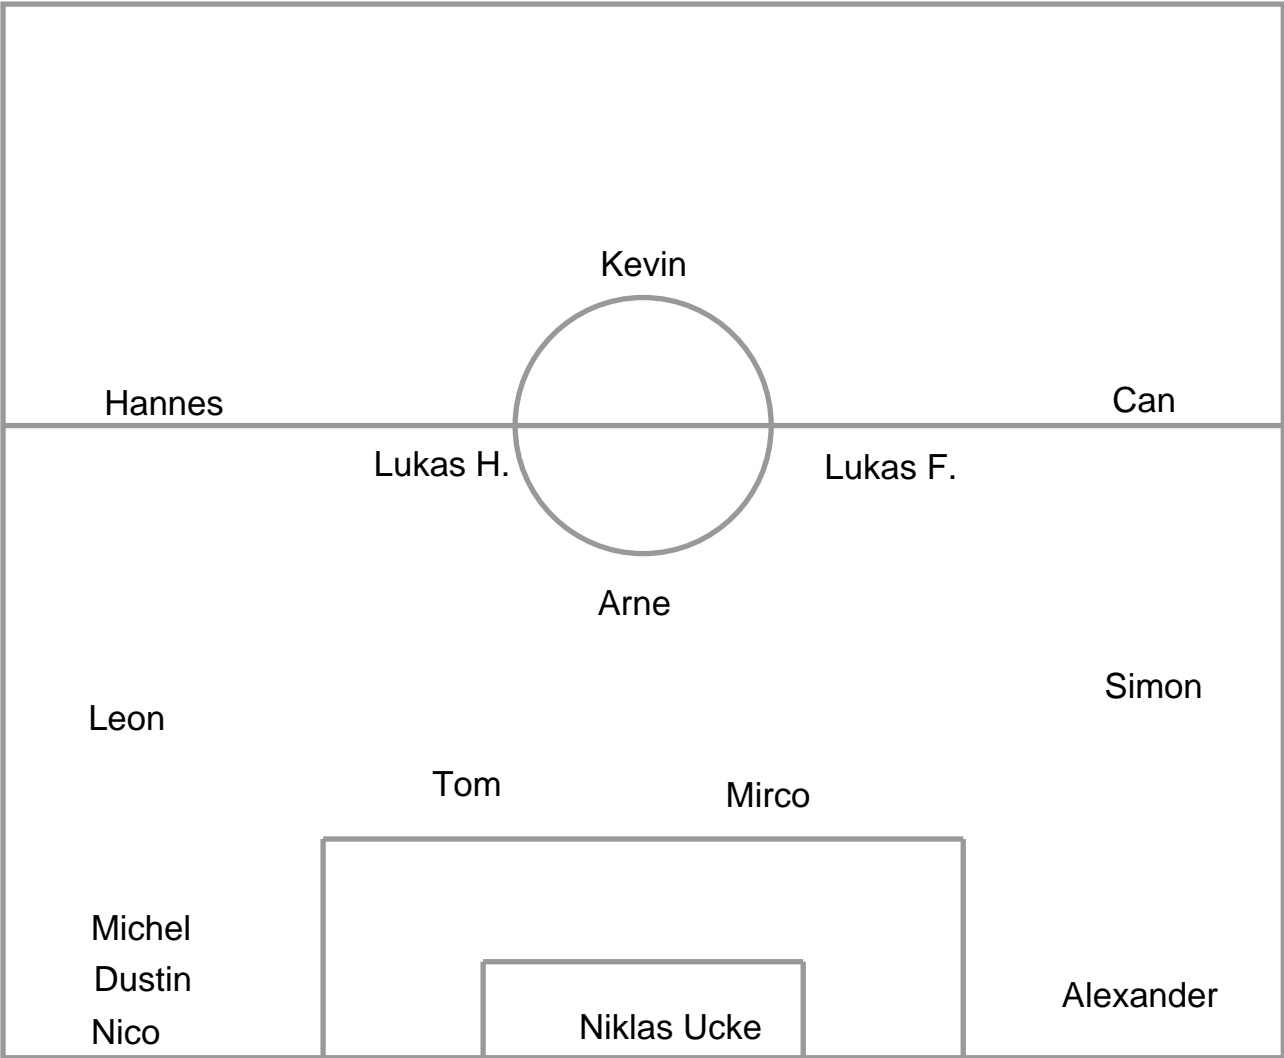 Kevin
Hannes
Can
Lukas H.
Lukas F.
Arne
Simon
Leon
Tom
Mirco
Michel
Dustin
Alexander
Nico
Niklas Ucke